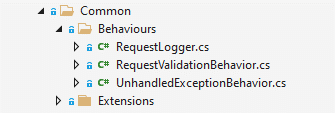 Common
Behaviours
C# RequestLogger.cs
C# RequestValidationBehavior.cs
C# UnhandledExceptionBehavior.cs
Extensions